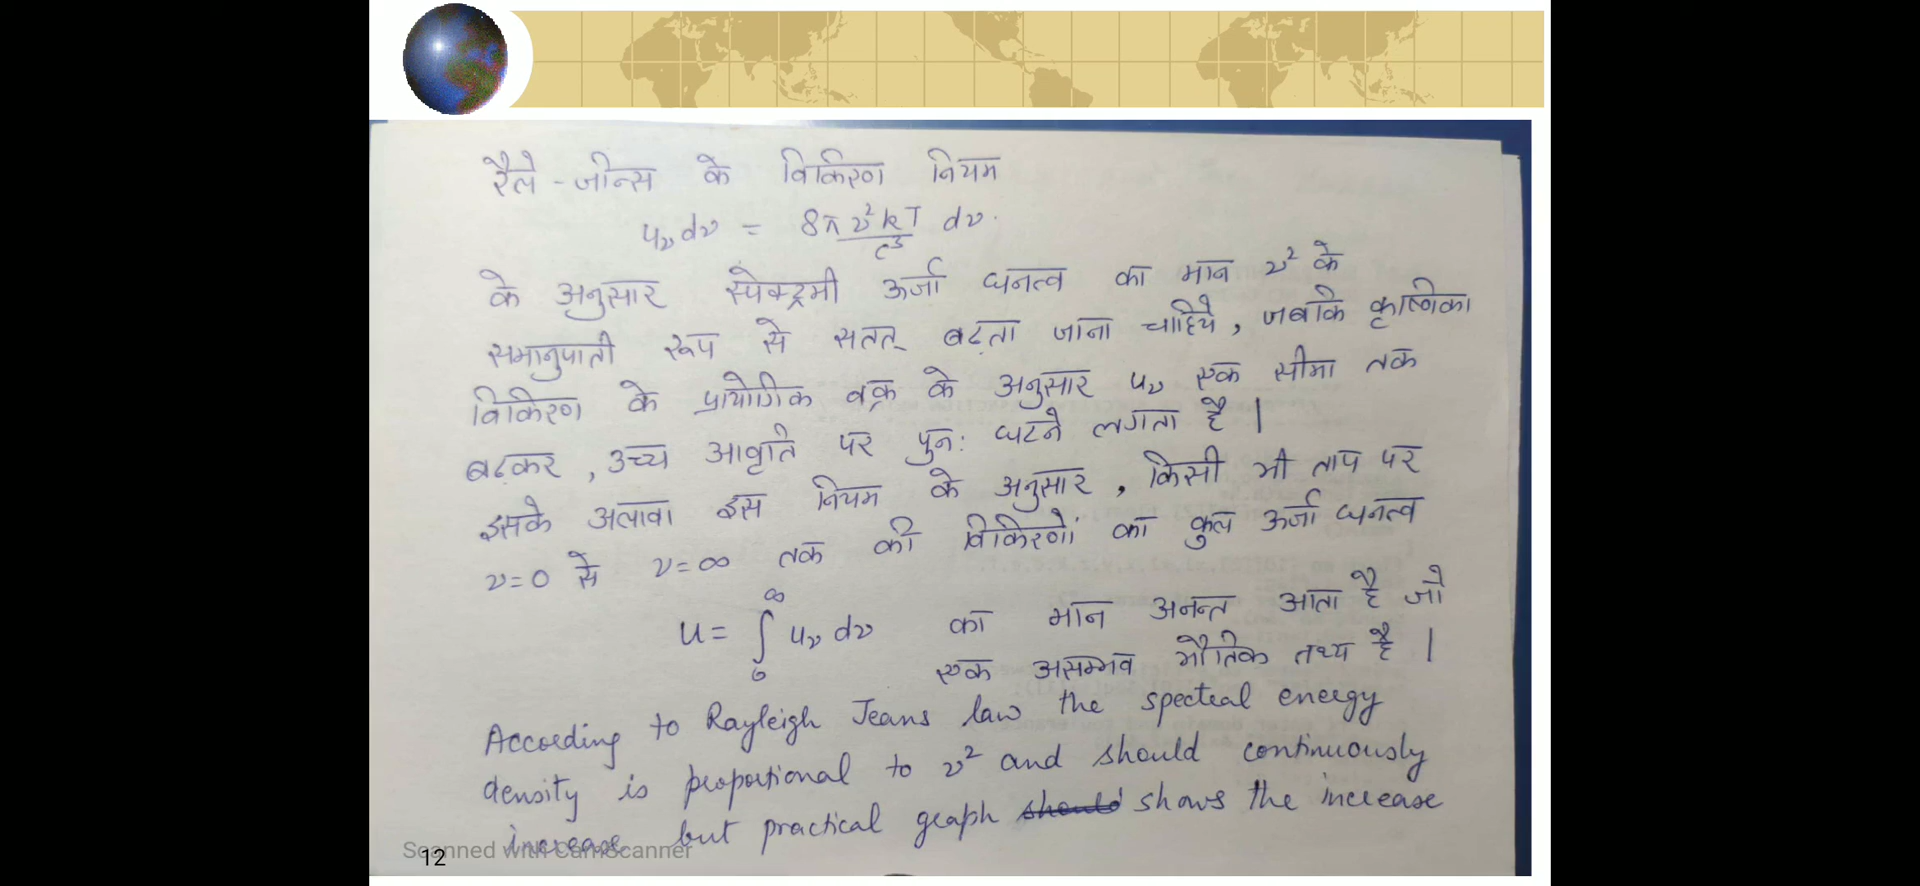 रैले - जीन्स के विकिरण नियम
uν dν = 8π ν² kT / c³ dν.
के अनुसार स्पेक्ट्रमी ऊर्जा घनत्व का मान ν² के
समानुपाती रूप से सतत् बढ़ता जाना चाहिये, जबकि कृष्णिका
विकिरण के प्रायोगिक वक्र के अनुसार uν एक सीमा तक
बढ़कर, उच्च आवृति पर पुनः घटने लगता है |
इसके अलावा इस नियम के अनुसार, किसी भी ताप पर
ν=0 से ν=∞ तक की विकिरणों का कुल ऊर्जा घनत्व
u = ∫₀^∞ uν dν का मान अनन्त आता है जो
एक असम्भव भौतिक तथ्य है |
According to Rayleigh Jeans law the spectral energy
density is proportional to ν² and should continuously
increase but practical graph should shows the increase
Scanned with CamScanner
12